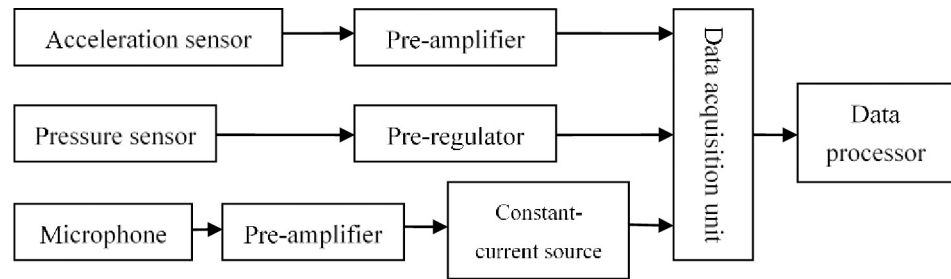 Acceleration sensor
Pre-amplifier
Data acquisition unit
Pressure sensor
Pre-regulator
Data
processor
Microphone
Pre-amplifier
Constant-
current source